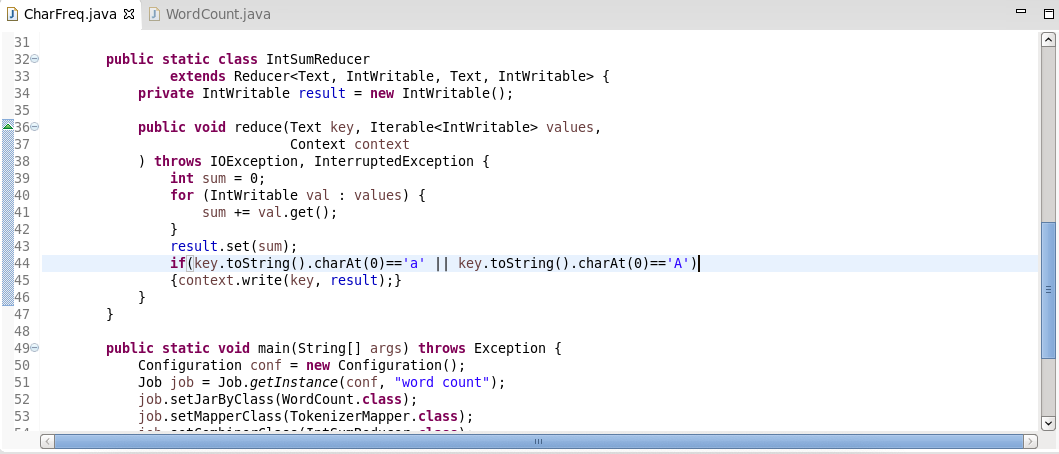 CharFreq.java WordCount.java
31
32 public static class IntSumReducer
33 extends Reducer<Text, IntWritable, Text, IntWritable> {
34 private IntWritable result = new IntWritable();
35
36 public void reduce(Text key, Iterable<IntWritable> values,
37 Context context
38 ) throws IOException, InterruptedException {
39 int sum = 0;
40 for (IntWritable val : values) {
41 sum += val.get();
42 }
43 result.set(sum);
44 if(key.toString().charAt(0)=='a' || key.toString().charAt(0)=='A')
45 {context.write(key, result);}
46 }
47 }
48
49 public static void main(String[] args) throws Exception {
50 Configuration conf = new Configuration();
51 Job job = Job.getInstance(conf, "word count");
52 job.setJarByClass(WordCount.class);
53 job.setMapperClass(TokenizerMapper.class);